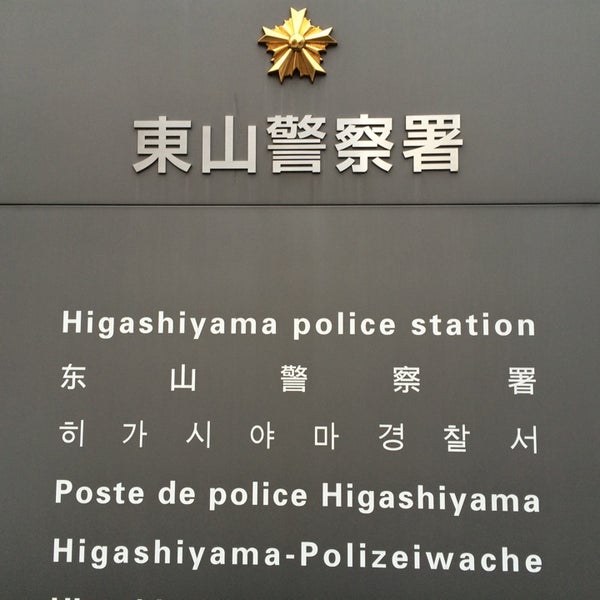 東山警察署
Higashiyama police station
东山警察署
히가시야마경찰서
Poste de police Higashiyama
Higashiyama-Polizeiwache